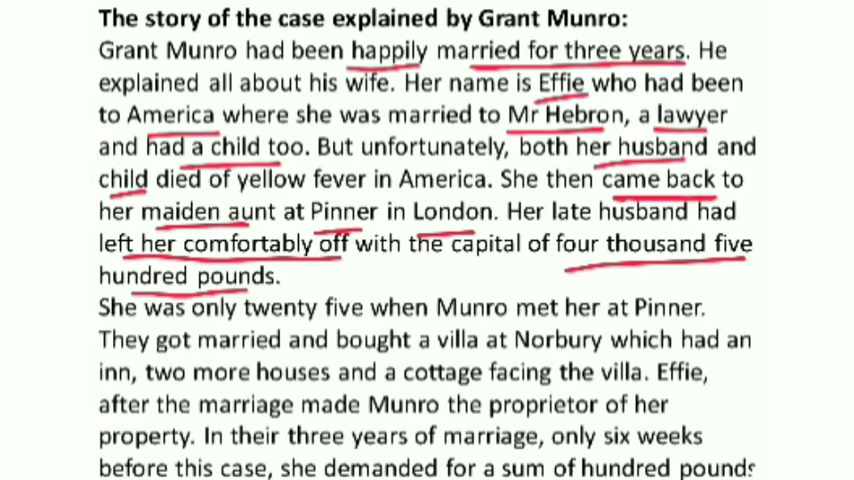 The story of the case explained by Grant Munro:
Grant Munro had been happily married for three years. He
explained all about his wife. Her name is Effie who had been
to America where she was married to Mr Hebron, a lawyer
and had a child too. But unfortunately, both her husband and
child died of yellow fever in America. She then came back to
her maiden aunt at Pinner in London. Her late husband had
left her comfortably off with the capital of four thousand five
hundred pounds.
She was only twenty five when Munro met her at Pinner.
They got married and bought a villa at Norbury which had an
inn, two more houses and a cottage facing the villa. Effie,
after the marriage made Munro the proprietor of her
property. In their three years of marriage, only six weeks
before this case, she demanded for a sum of hundred pounds